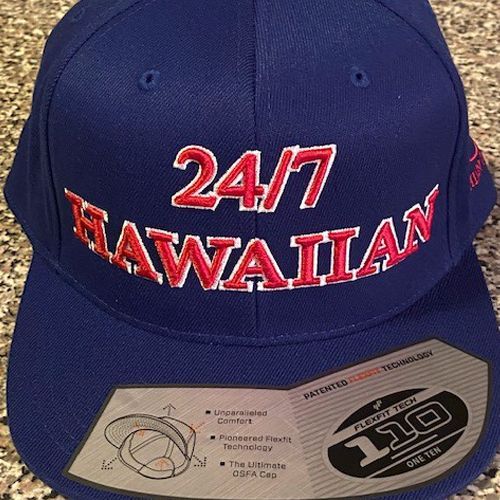 24/7
HAWAIIAN
PATENTED FLEXFIT TECHNOLOGY
Unparalleled
Comfort
Pioneered Flexfit
Technology
The Ultimate
OSFA Cap
FLEXFIT TECH
110
ONE TEN